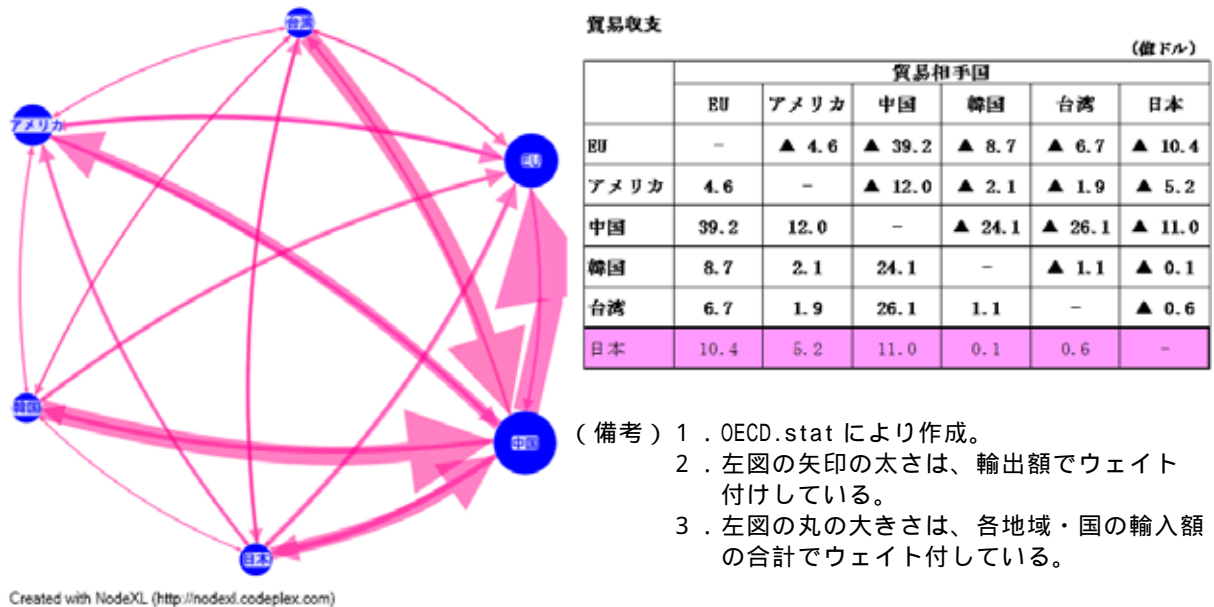 台湾
アメリカ
EU
韓国
中国
日本
Created with NodeXL (http://nodexl.codeplex.com)
貿易収支
(億ドル)
貿易相手国
EU アメリカ 中国 韓国 台湾 日本
EU － ▲ 4.6 ▲ 39.2 ▲ 8.7 ▲ 6.7 ▲ 10.4
アメリカ 4.6 － ▲ 12.0 ▲ 2.1 ▲ 1.9 ▲ 5.2
中国 39.2 12.0 － ▲ 24.1 ▲ 26.1 ▲ 11.0
韓国 8.7 2.1 24.1 － ▲ 1.1 ▲ 0.1
台湾 6.7 1.9 26.1 1.1 － ▲ 0.6
日本 10.4 5.2 11.0 0.1 0.6 －
(備考)1．OECD.stat により作成。
2．左図の矢印の太さは、輸出額でウェイト
付けしている。
3．左図の丸の大きさは、各地域・国の輸入額
の合計でウェイト付している。